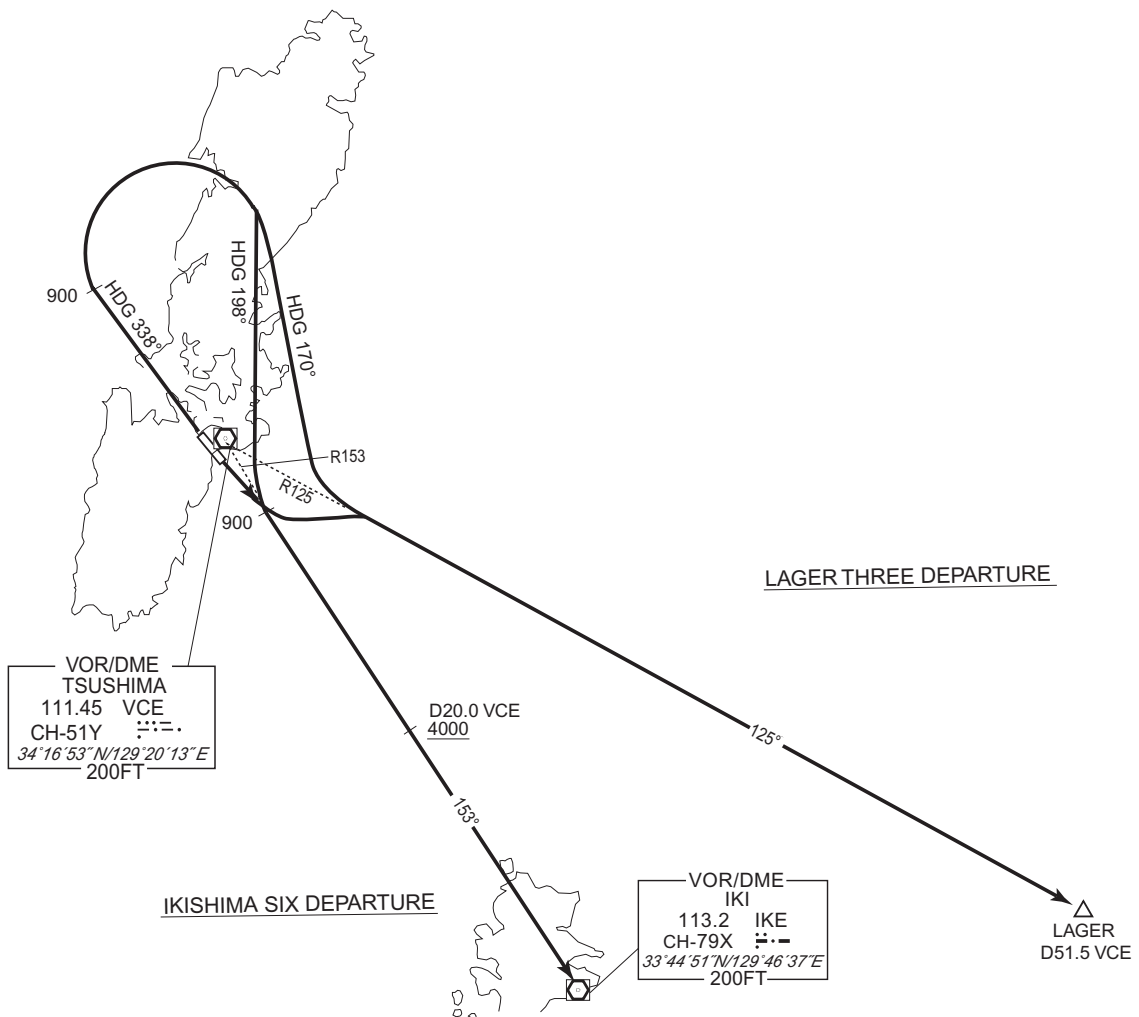 HDG 338°
HDG 198°
HDG 170°
900
R153
R125
900
LAGER THREE DEPARTURE
VOR/DME
TSUSHIMA
111.45 VCE
CH-51Y
34°16′53″N/129°20′13″E
200FT
D20.0 VCE
4000
125°
153°
IKISHIMA SIX DEPARTURE
VOR/DME
IKI
113.2 IKE
CH-79X
33°44′51″N/129°46′37″E
200FT
LAGER
D51.5 VCE